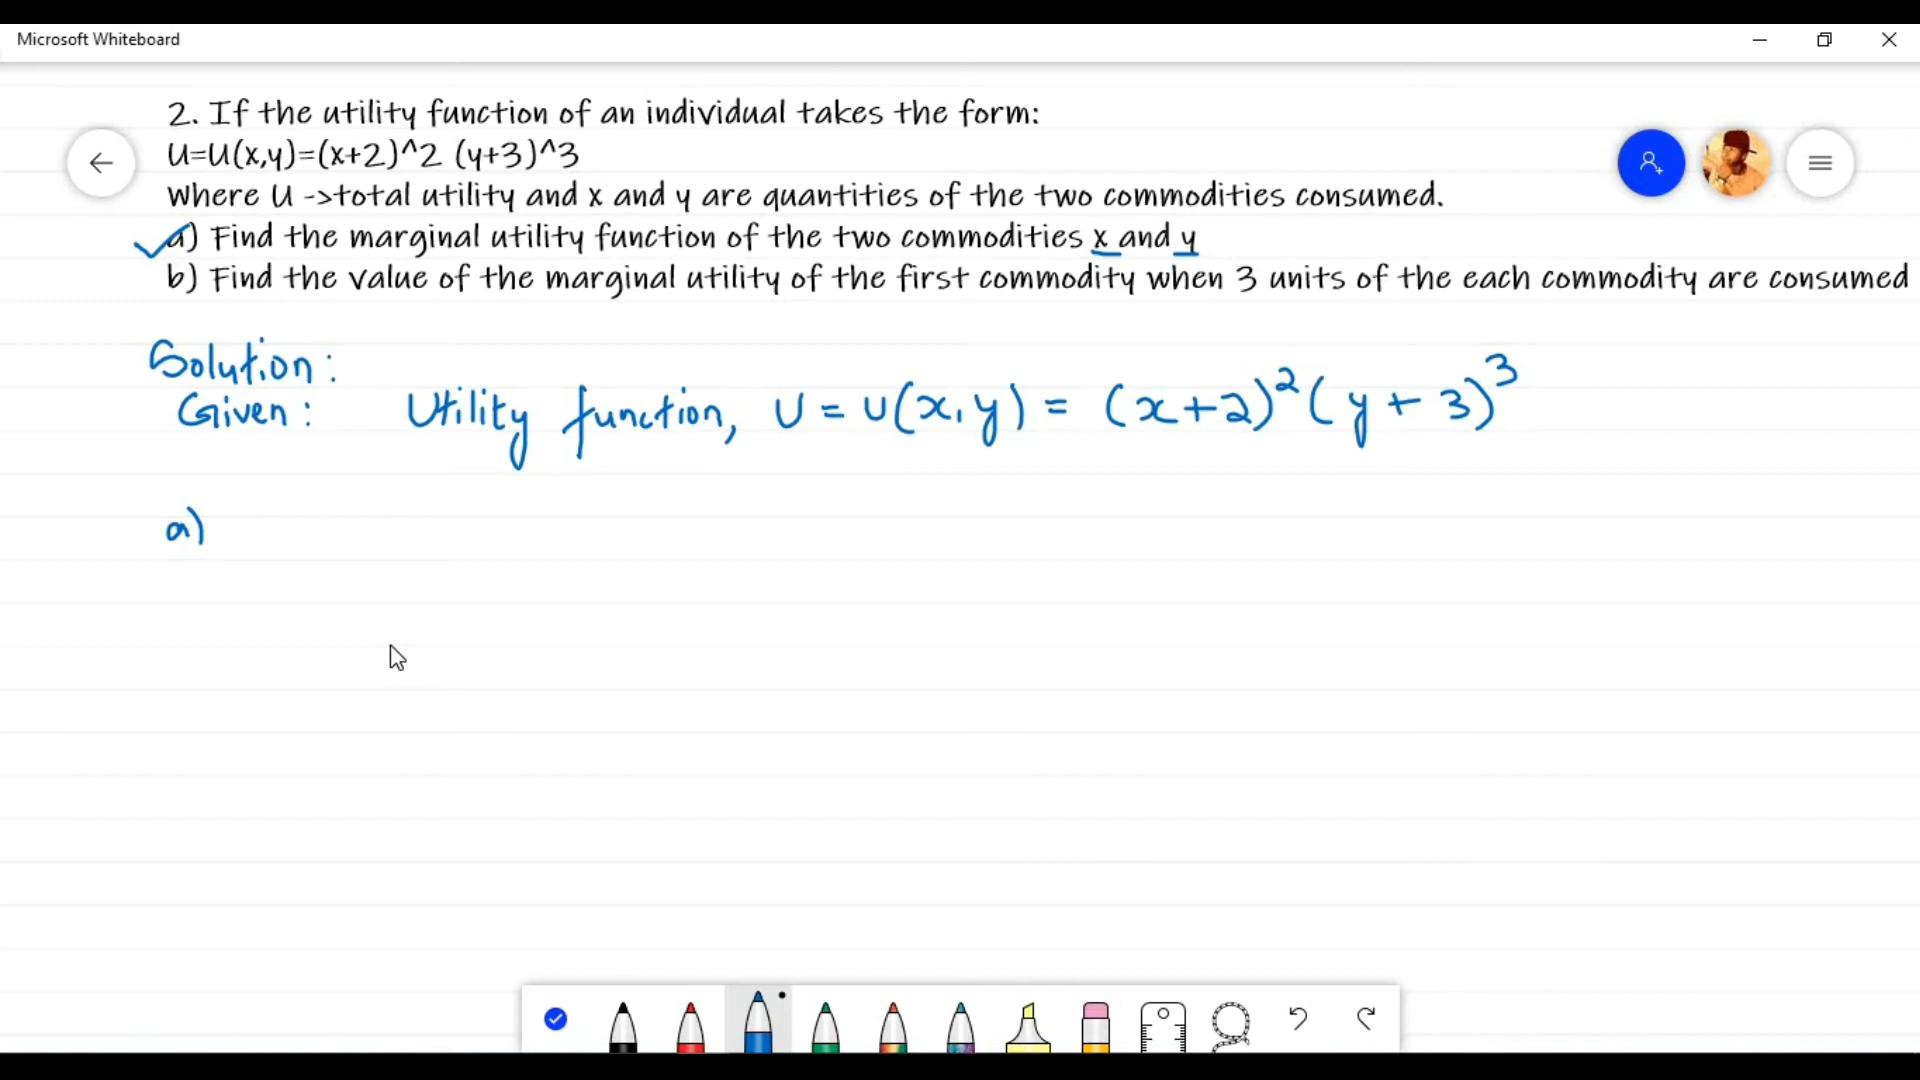 Microsoft Whiteboard
2. If the utility function of an individual takes the form:
U=U(x,y)=(x+2)^2 (y+3)^3
Where U ->total utility and x and y are quantities of the two commodities consumed.
a) Find the marginal utility function of the two commodities x and y
b) Find the value of the marginal utility of the first commodity when 3 units of the each commodity are consumed
Solution:
Given: Utility function, U = U(x,y) = (x+2)²(y+3)³
a)